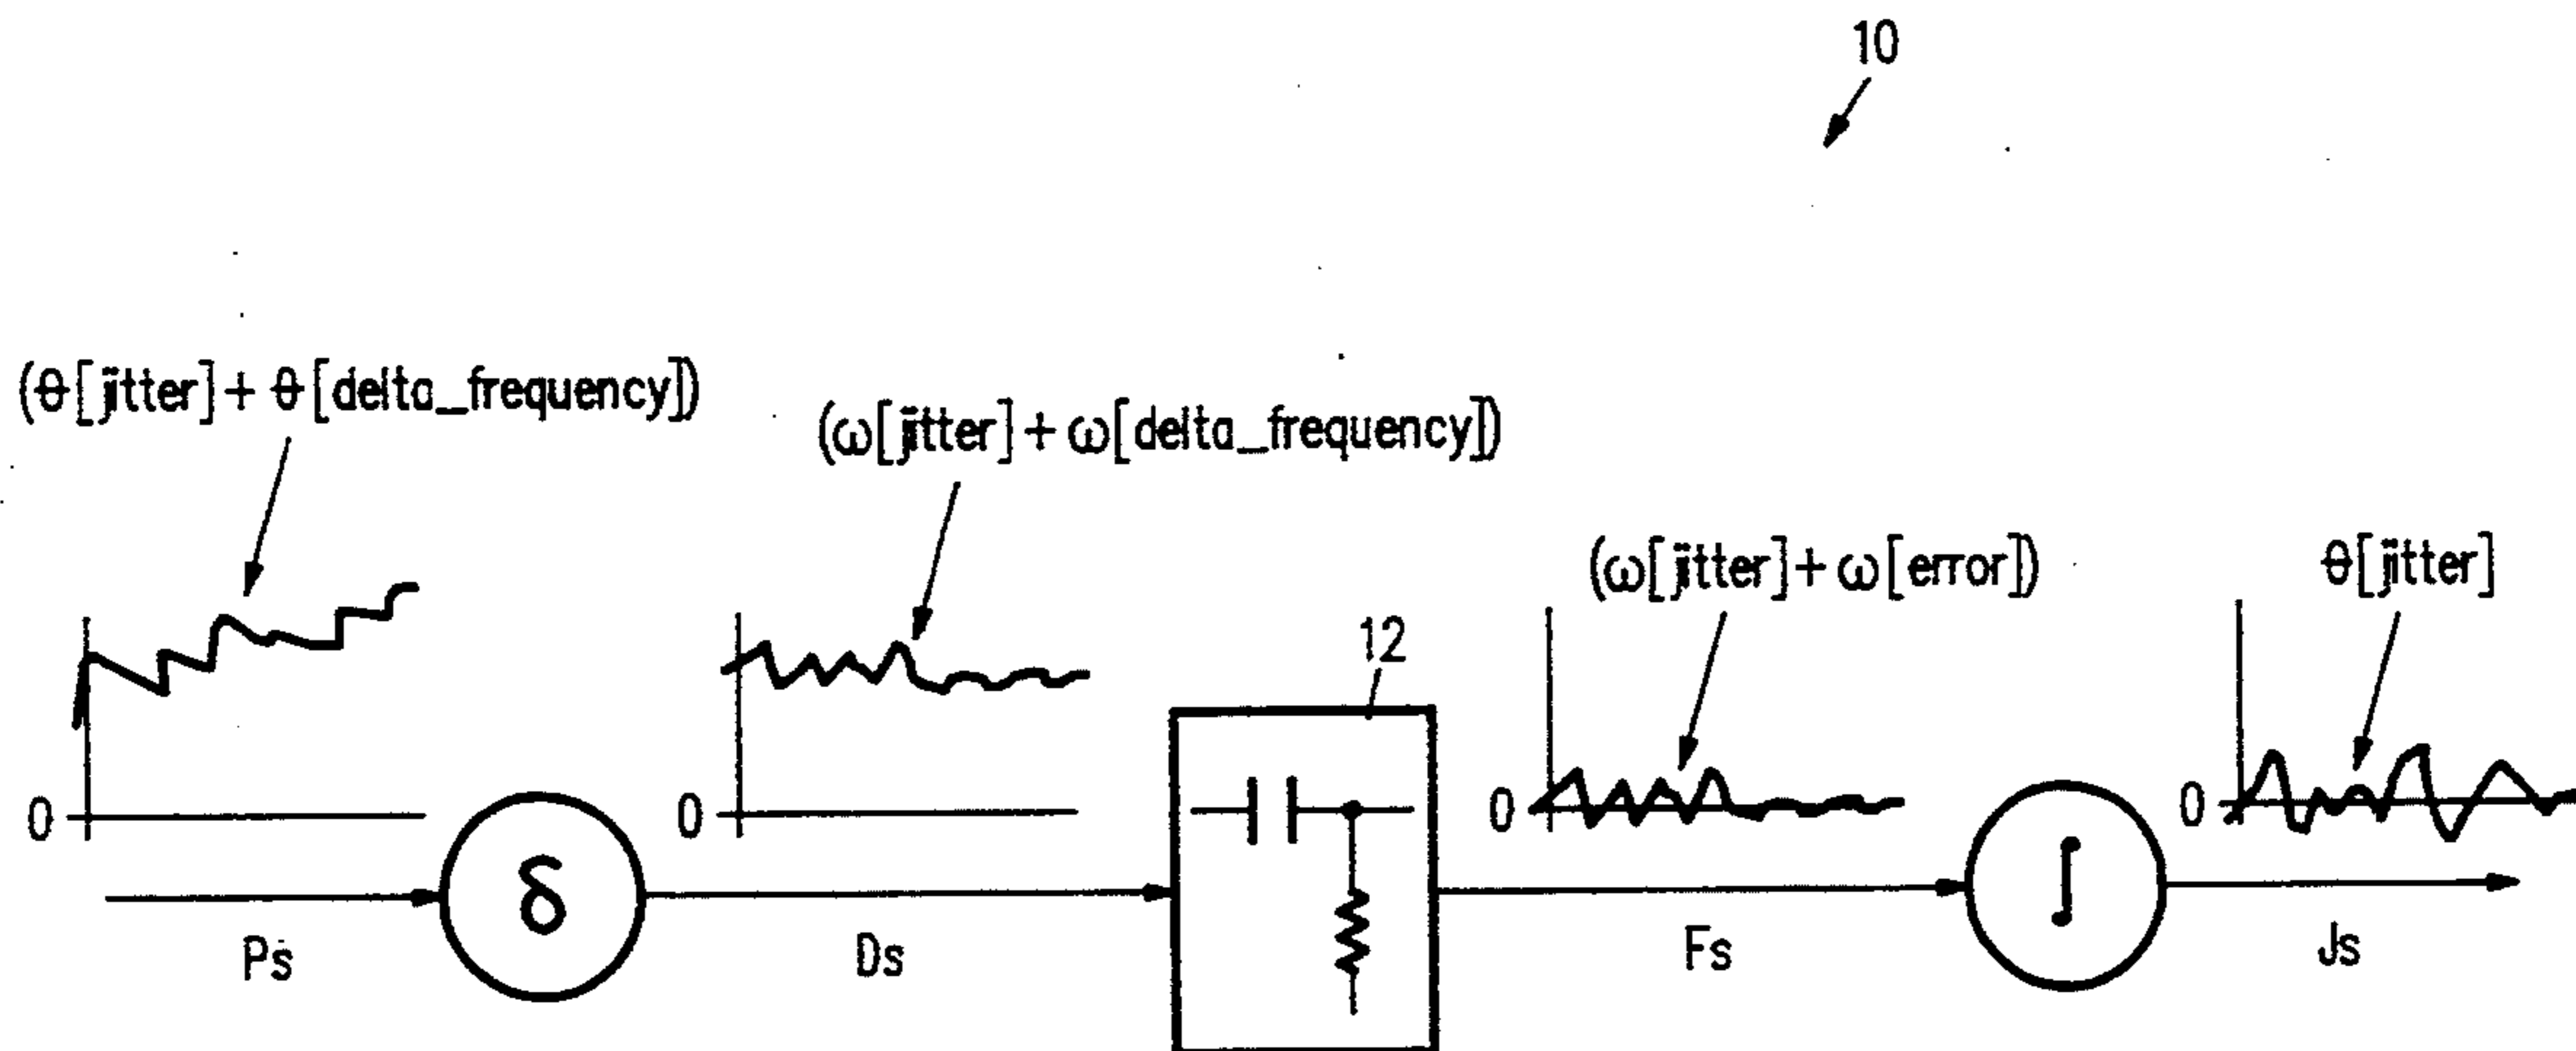 10
(θ[jitter] + θ[delta_frequency])
(ω[jitter] + ω[delta_frequency])
(ω[jitter] + ω[error])
θ[jitter]
12
0
0
0
0
δ
∫
Ps
Ds
Fs
Js